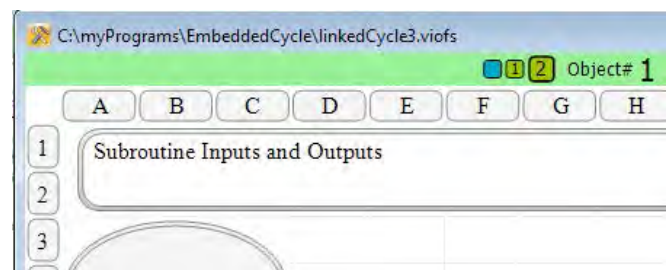 C:\myPrograms\EmbeddedCycle\linkedCycle3.viofs
1 2 Object# 1
A B C D E F G H
1 Subroutine Inputs and Outputs
2
3